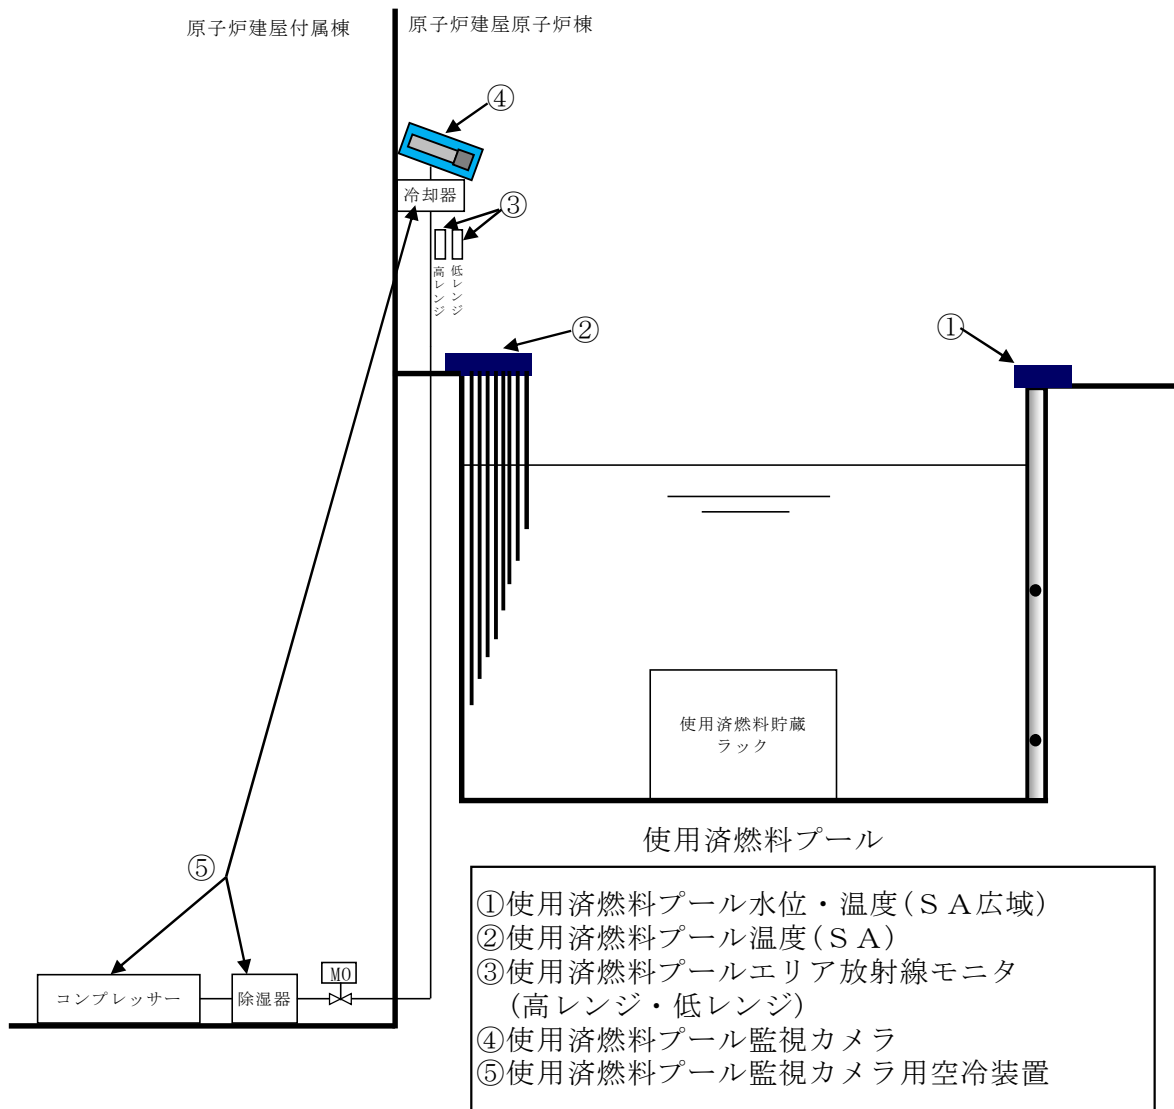 原子炉建屋付属棟
原子炉建屋原子炉棟
④
冷却器
③
高レンジ
低レンジ
②
①
使用済燃料貯蔵
ラック
⑤
MO
コンプレッサー
除湿器
使用済燃料プール
①使用済燃料プール水位・温度(ＳＡ広域)
②使用済燃料プール温度(ＳＡ)
③使用済燃料プールエリア放射線モニタ
(高レンジ・低レンジ)
④使用済燃料プール監視カメラ
⑤使用済燃料プール監視カメラ用空冷装置